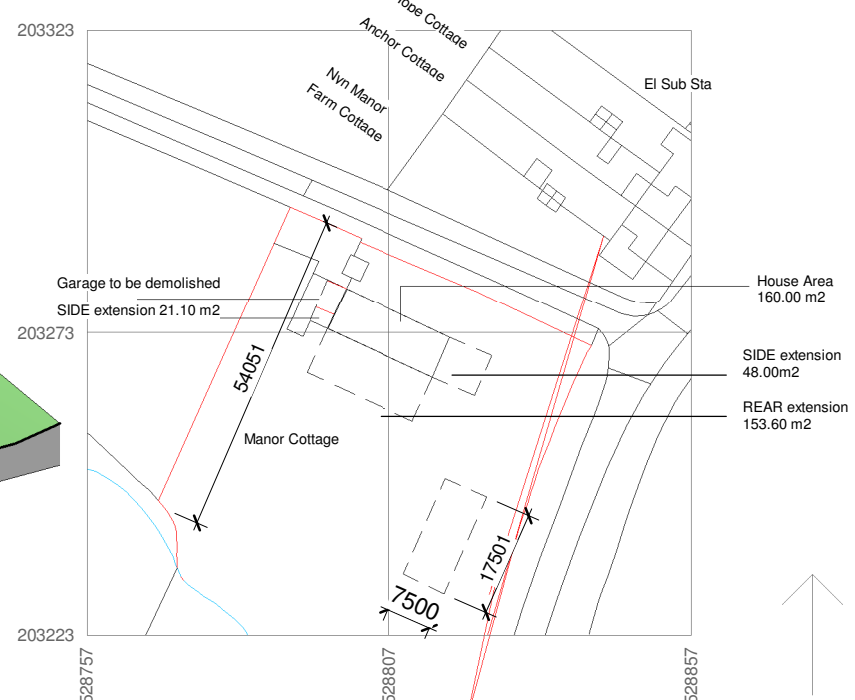 203323
Cottage
Anchor Cottage
El Sub Sta
Nvn Manor
Farm Cottage
Garage to be demolished
SIDE extension 21.10 m2
House Area
160.00 m2
203273
54051
SIDE extension
48.00m2
REAR extension
153.60 m2
Manor Cottage
17501
7500
203223
528757
528807
528857